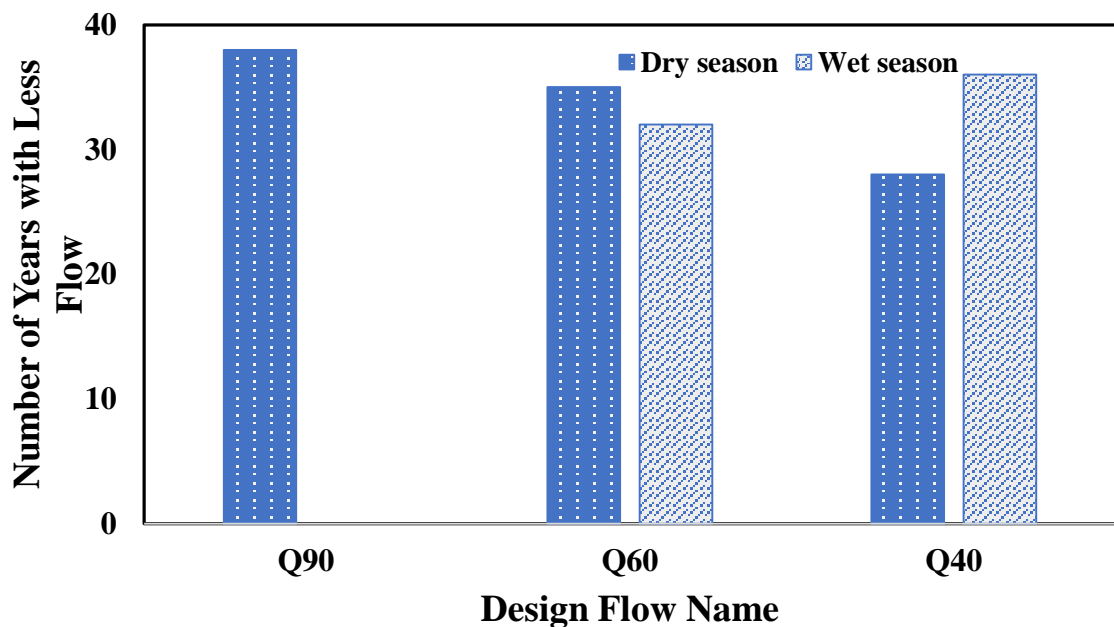 Number of Years with Less
Flow
40
30
20
10
0
Dry season
Wet season
Q90
Q60
Q40
Design Flow Name